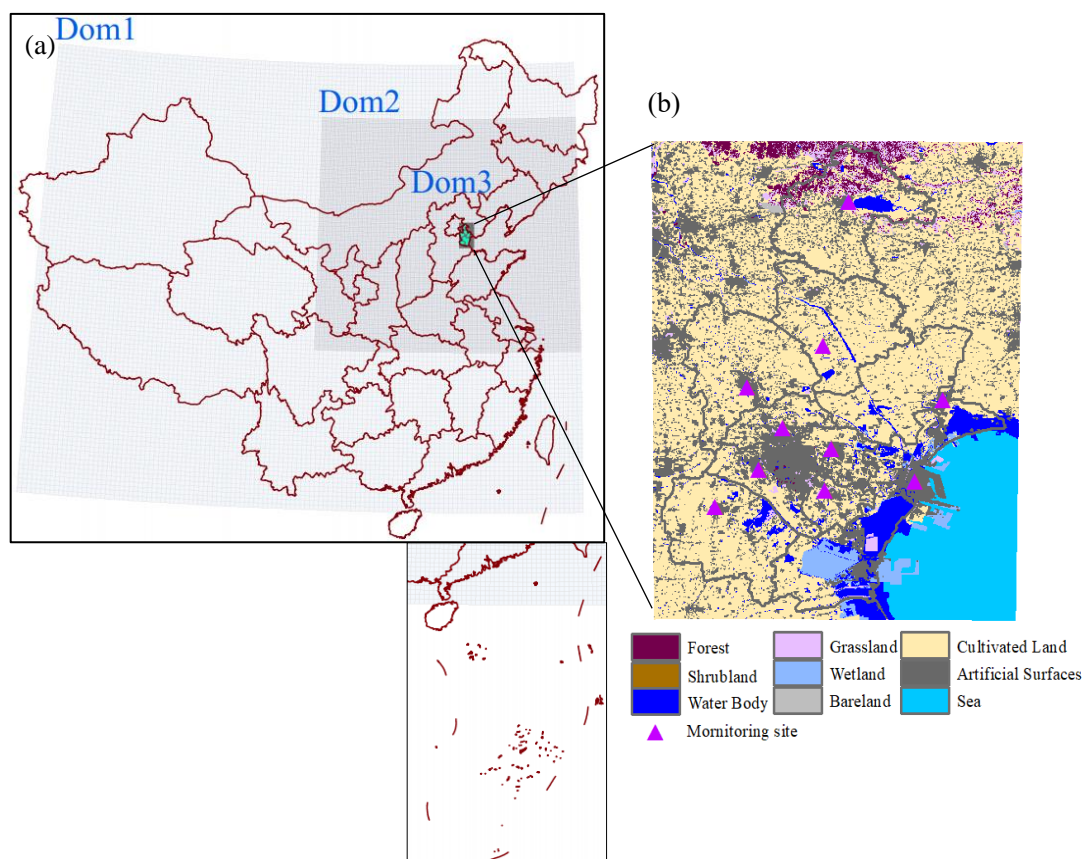 (a)
Dom1
Dom2
Dom3
(b)
Forest
Grassland
Cultivated Land
Shrubland
Wetland
Artificial Surfaces
Water Body
Bareland
Sea
Mornitoring site